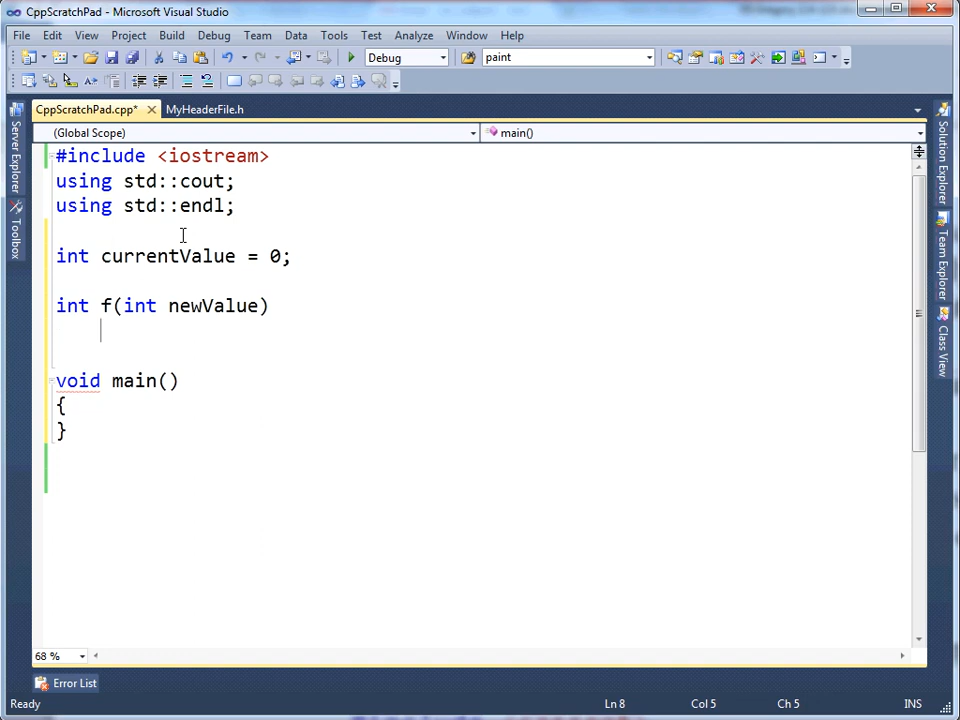 CppScratchPad - Microsoft Visual Studio
File Edit View Project Build Debug Team Data Tools Test Analyze Window Help
Debug paint
CppScratchPad.cpp* MyHeaderFile.h
(Global Scope) main()
#include <iostream>
using std::cout;
using std::endl;
int currentValue = 0;
int f(int newValue)
void main()
{
}
Server Explorer
Toolbox
Solution Explorer
Team Explorer
Class View
68 %
Error List
Ready Ln 8 Col 5 Ch 5 INS